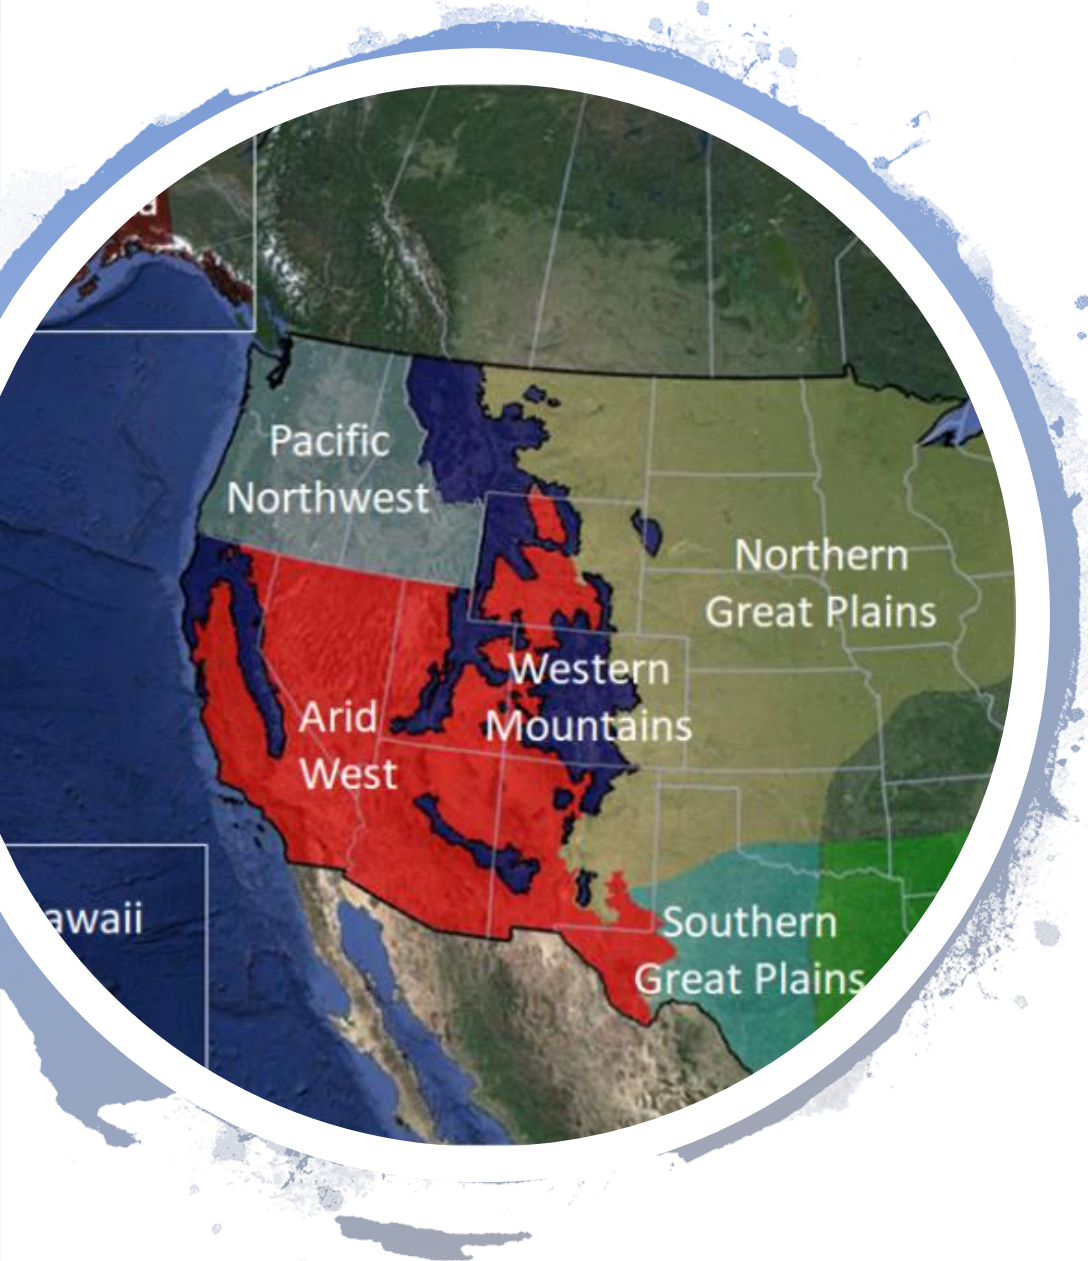 Pacific
Northwest
Northern
Great Plains
Western
Mountains
Arid
West
awaii
Southern
Great Plains